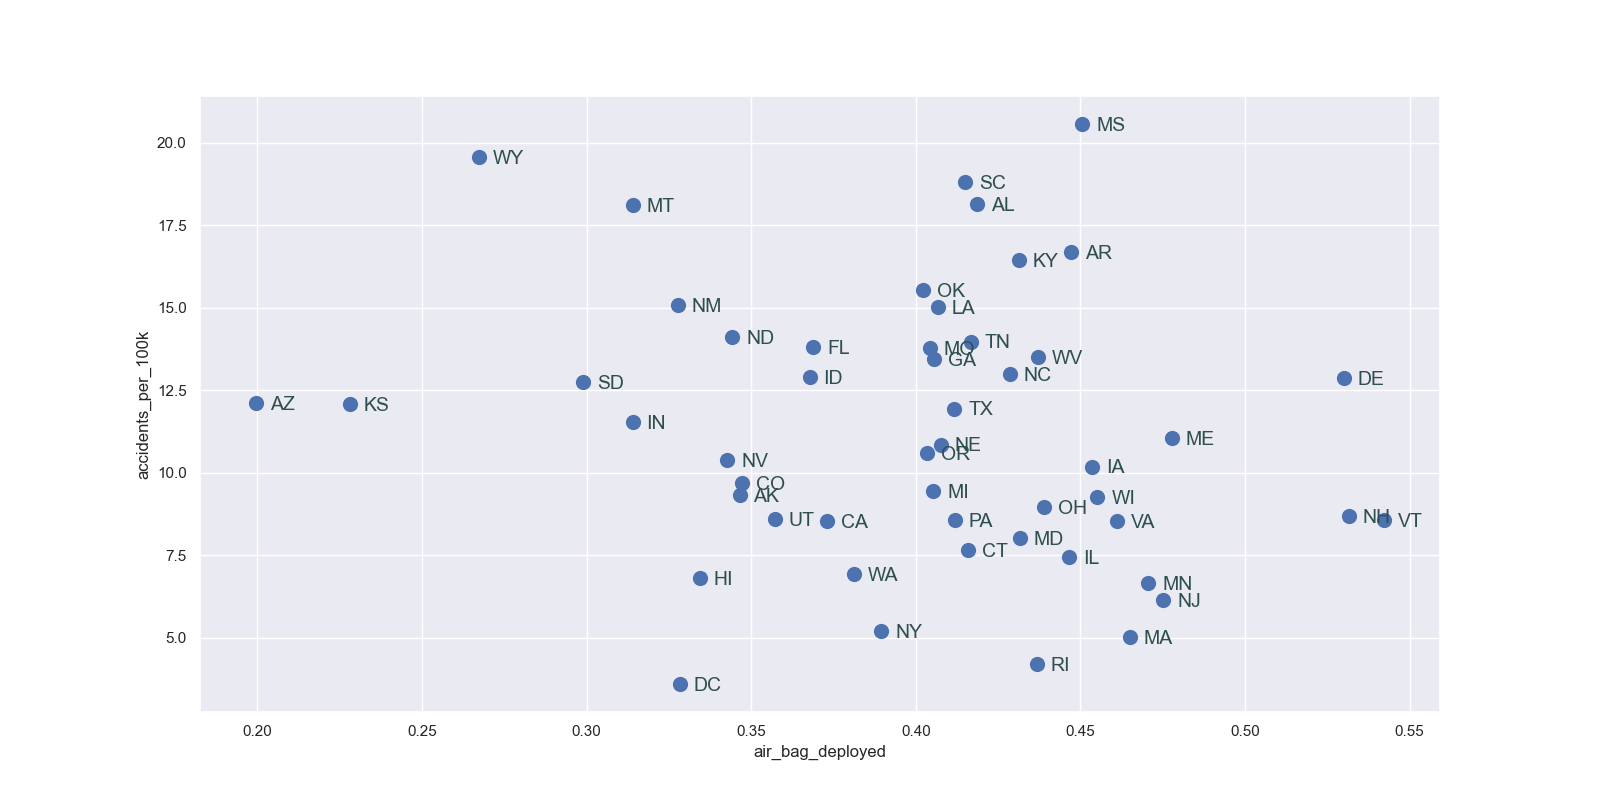 MS
20.0
WY
SC
MT
AL
17.5
AR
KY
OK
NM
15.0
LA
ND
TN
FL
MO
WV
GA
NC
ID
DE
SD
12.5
AZ
KS
TX
IN
accidents_per_100k
ME
NE
OR
NV
IA
10.0
CO
MI
AK
WI
OH
UT
CA
PA
VA
NH
VT
MD
CT
7.5
IL
WA
HI
MN
NJ
NY
5.0
MA
RI
DC
0.20 0.25 0.30 0.35 0.40 0.45 0.50 0.55
air_bag_deployed